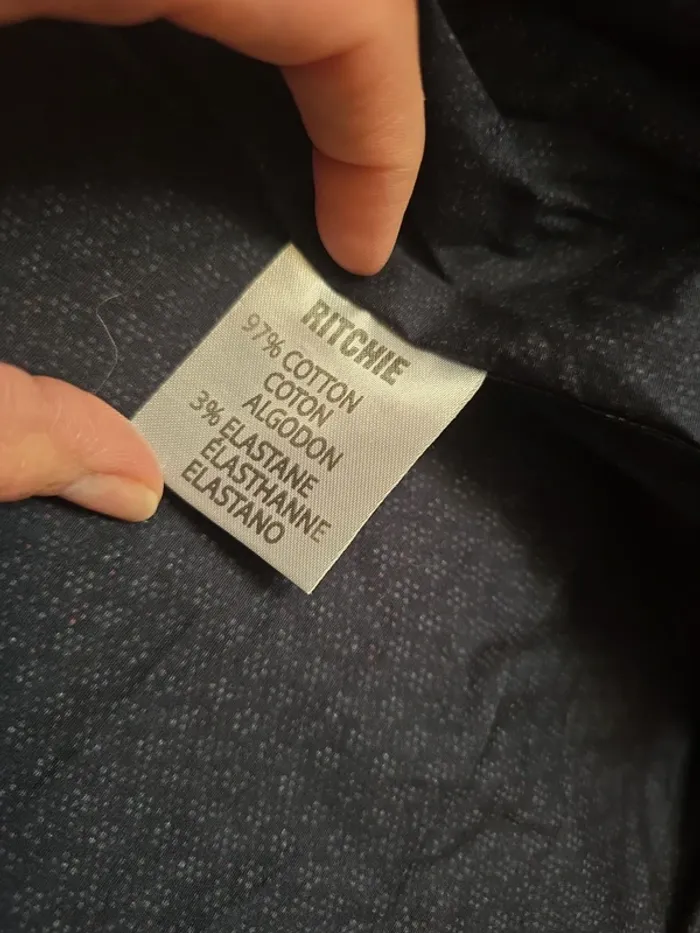 RITCHIE
97% COTTON
COTON
ALGODON
3% ELASTANE
ÉLASTHANNE
ELASTANO